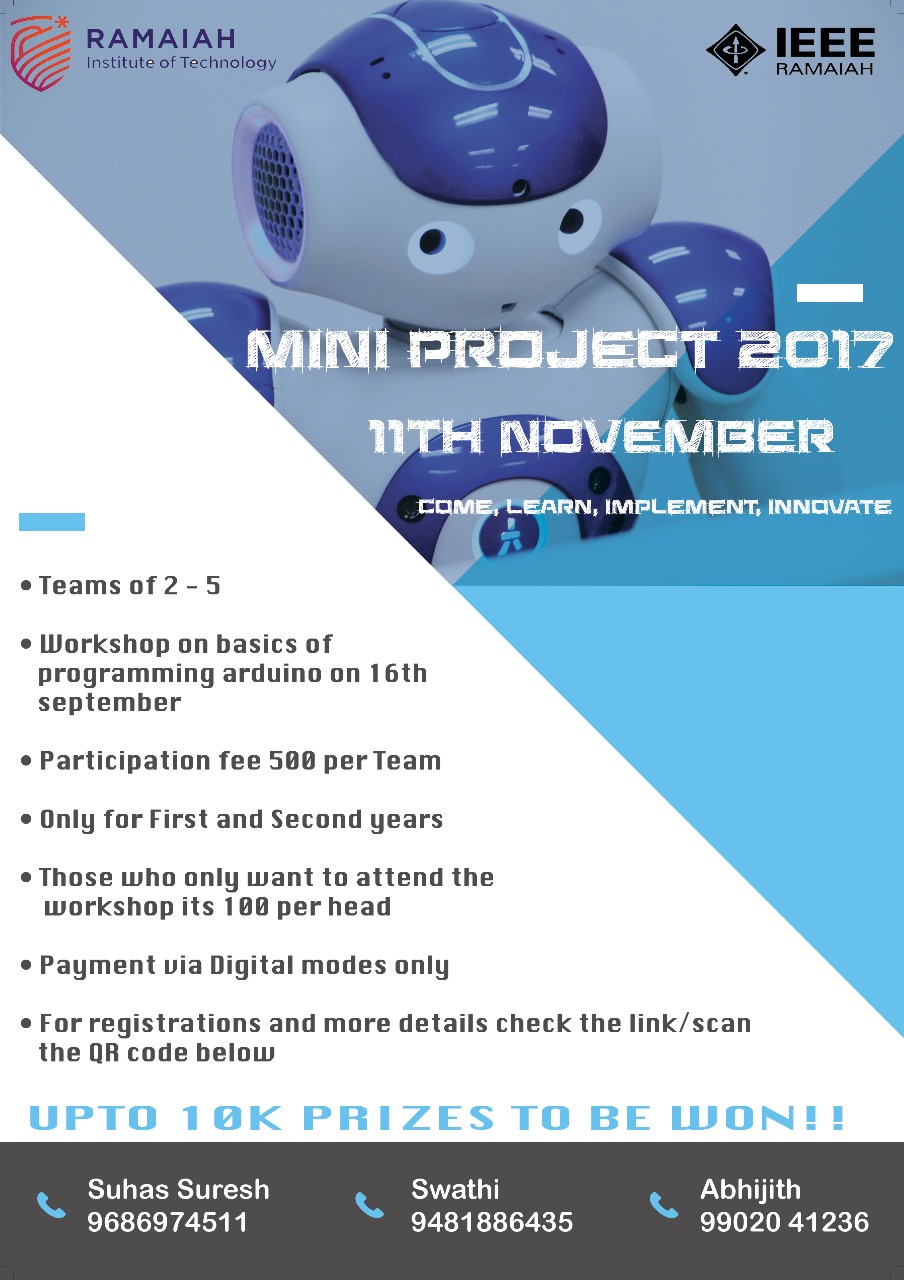 RAMAIAH
Institute of Technology
IEEE
RAMAIAH
MINI PROJECT 2017
11TH NOVEMBER
COME, LEARN, IMPLEMENT, INNOVATE
• Teams of 2 - 5
• Workshop on basics of
programming arduino on 16th
september
• Participation fee 500 per Team
• Only for First and Second years
• Those who only want to attend the
workshop its 100 per head
• Payment via Digital modes only
• For registrations and more details check the link/scan
the QR code below
UPTO 10K PRIZES TO BE WON!!
Suhas Suresh
9686974511
Swathi
9481886435
Abhijith
99020 41236